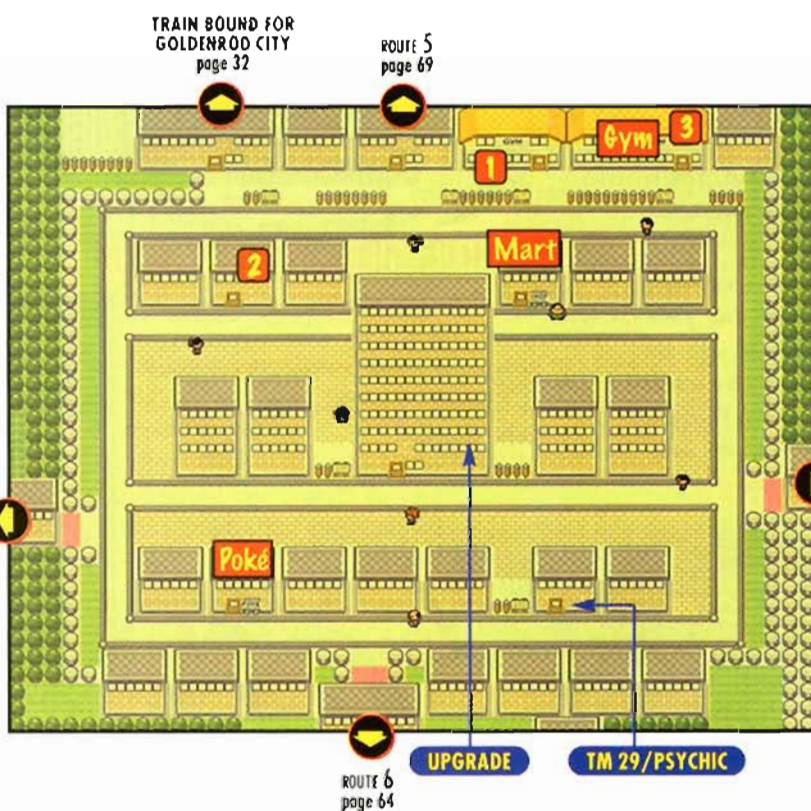 TRAIN BOUND FOR
GOLDENROD CITY
page 32
ROUTE 5
page 69
GYM
Gym
3
1
Mart
2
Poké
UPGRADE
TM 29/PSYCHIC
ROUTE 6
page 64